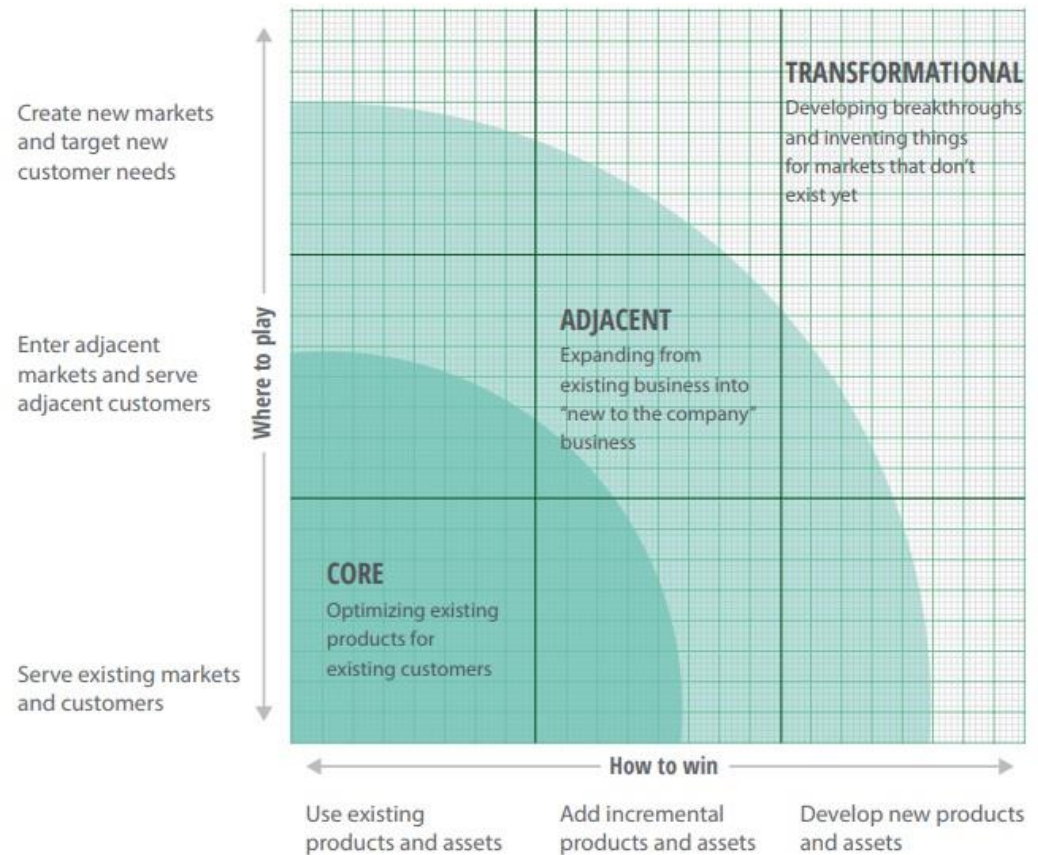 Create new markets
and target new
customer needs
Enter adjacent
markets and serve
adjacent customers
Serve existing markets
and customers
Where to play
TRANSFORMATIONAL
Developing breakthroughs
and inventing things
for markets that don’t
exist yet
ADJACENT
Expanding from
existing business into
“new to the company”
business
CORE
Optimizing existing
products for
existing customers
How to win
Use existing
products and assets
Add incremental
products and assets
Develop new products
and assets